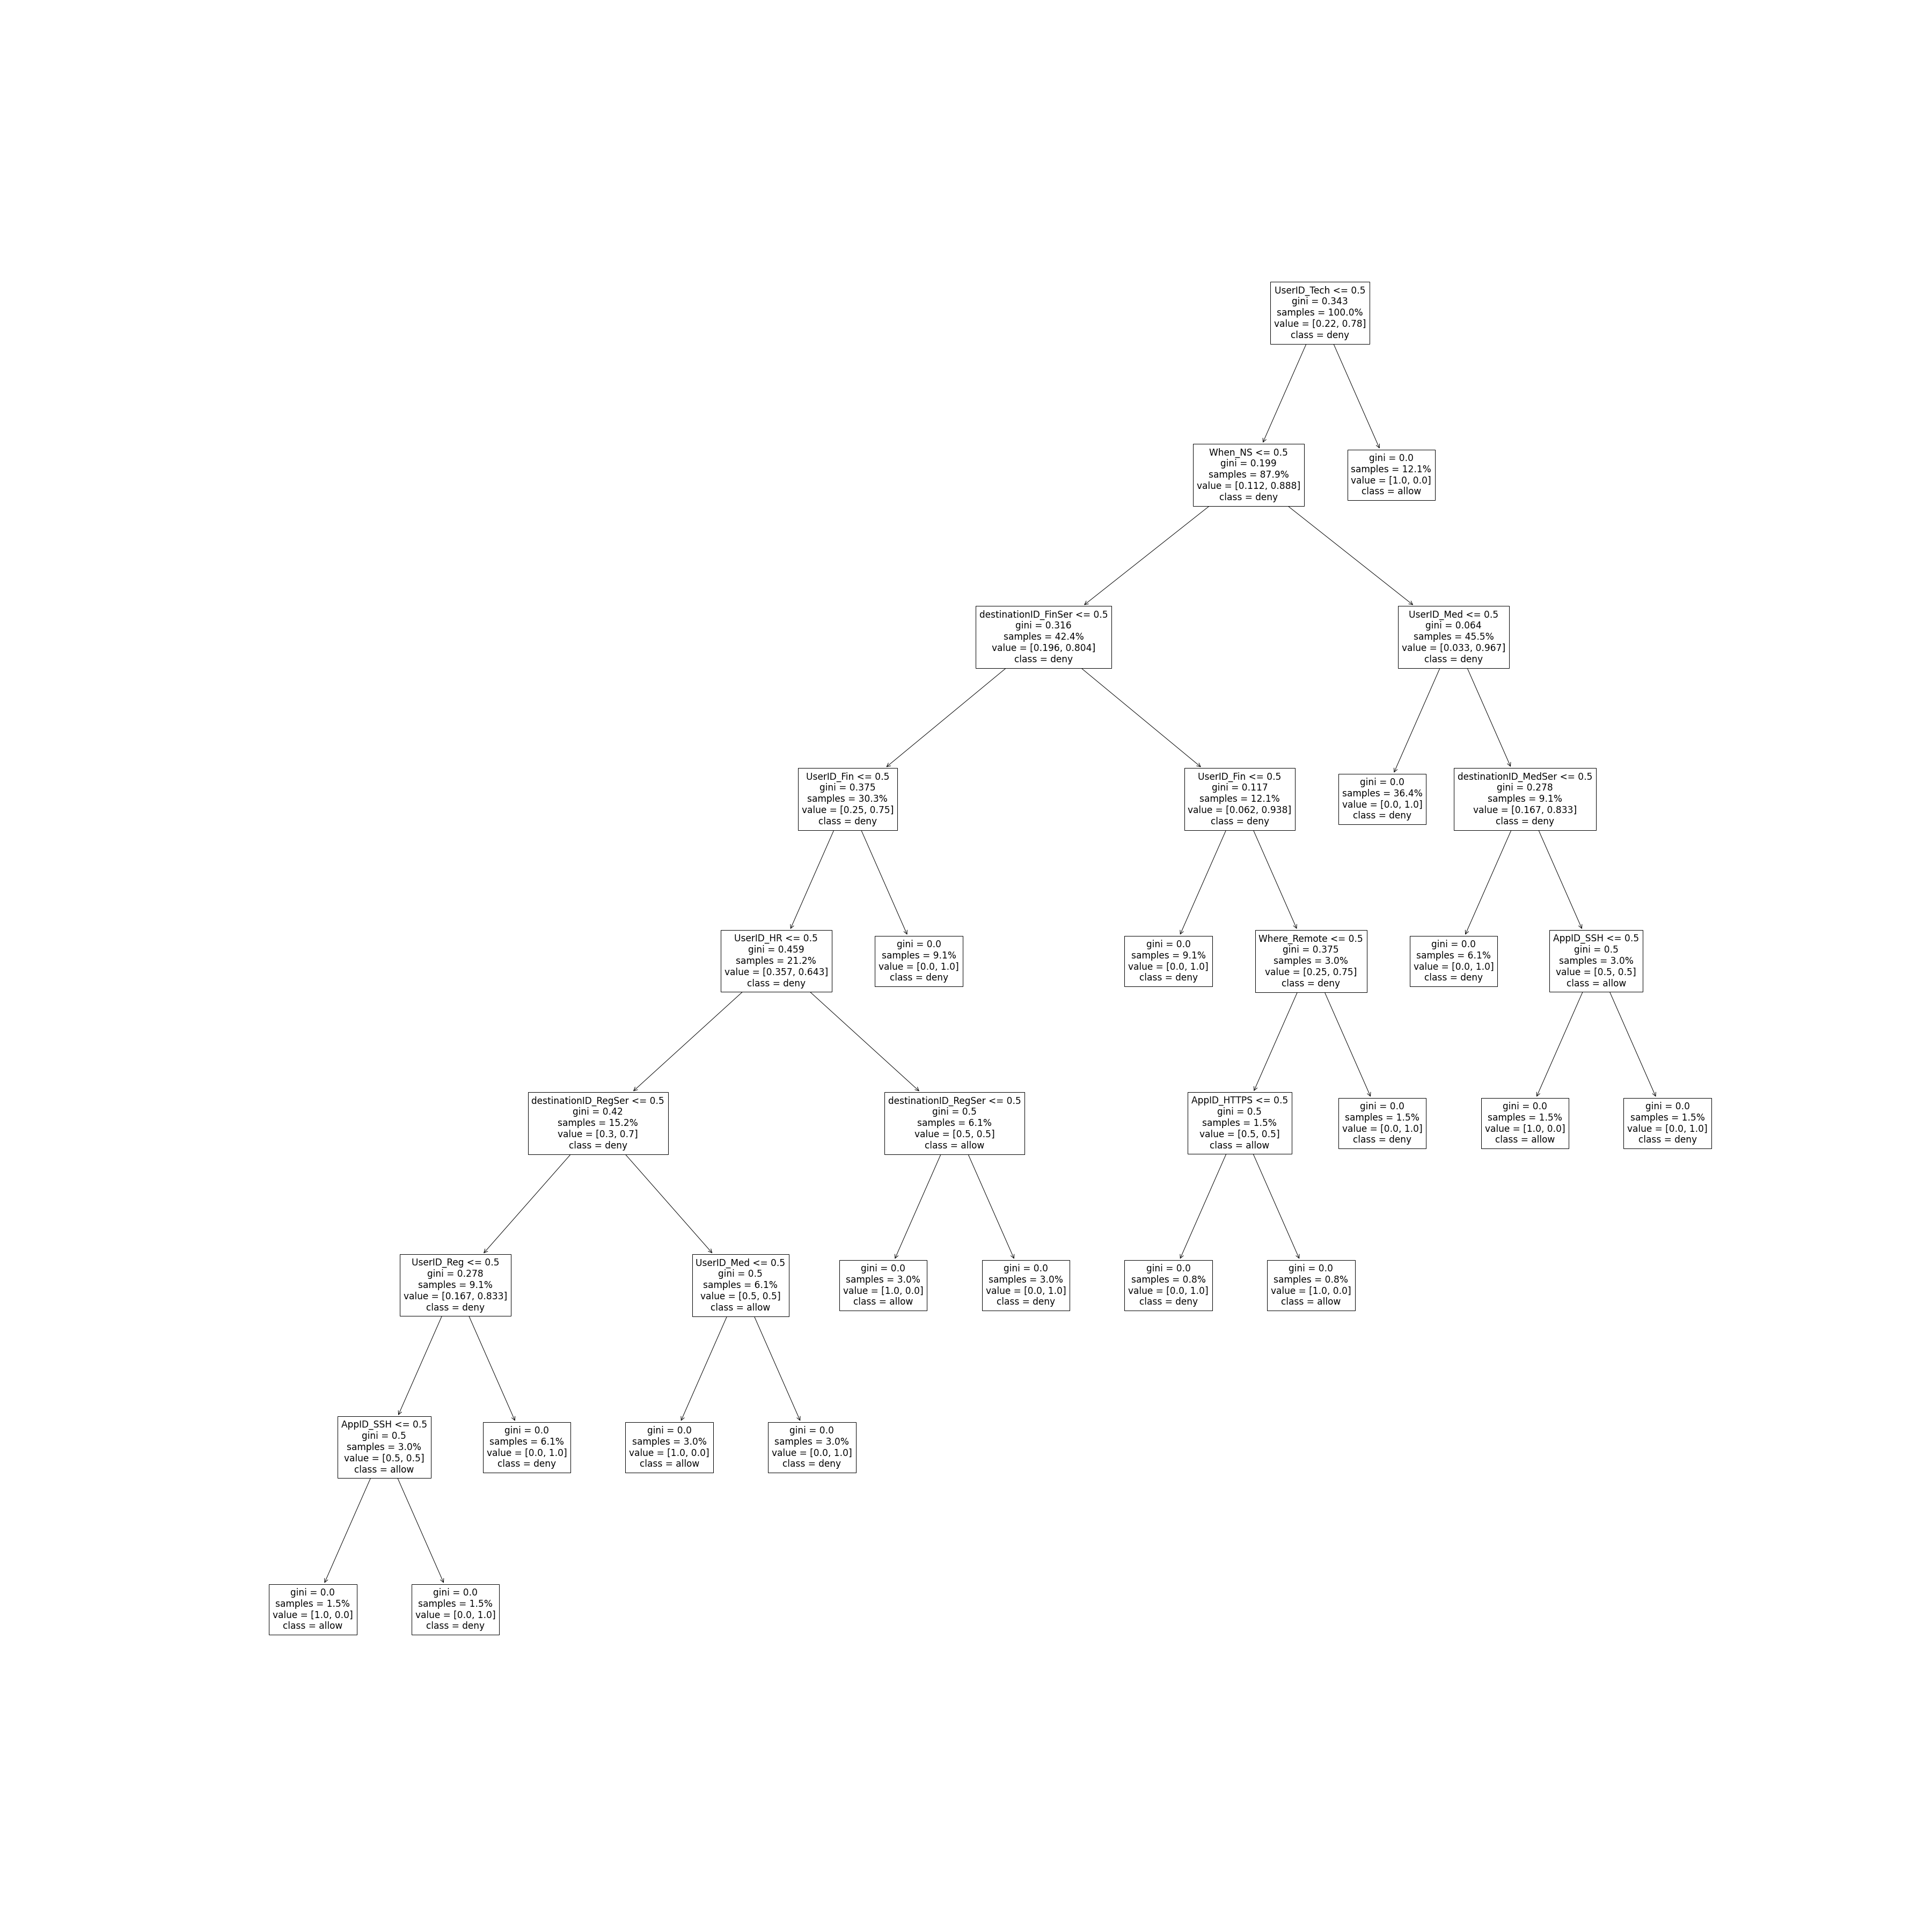 UserID_Tech <= 0.5
gini = 0.343
samples = 100.0%
value = [0.22, 0.78]
class = deny
When_NS <= 0.5
gini = 0.199
samples = 87.9%
value = [0.112, 0.888]
class = deny
gini = 0.0
samples = 12.1%
value = [1.0, 0.0]
class = allow
destinationID_FinSer <= 0.5
gini = 0.316
samples = 42.4%
value = [0.196, 0.804]
class = deny
UserID_Med <= 0.5
gini = 0.064
samples = 45.5%
value = [0.033, 0.967]
class = deny
UserID_Fin <= 0.5
gini = 0.375
samples = 30.3%
value = [0.25, 0.75]
class = deny
UserID_Fin <= 0.5
gini = 0.117
samples = 12.1%
value = [0.062, 0.938]
class = deny
gini = 0.0
samples = 36.4%
value = [0.0, 1.0]
class = deny
destinationID_MedSer <= 0.5
gini = 0.278
samples = 9.1%
value = [0.167, 0.833]
class = deny
UserID_HR <= 0.5
gini = 0.459
samples = 21.2%
value = [0.357, 0.643]
class = deny
gini = 0.0
samples = 9.1%
value = [0.0, 1.0]
class = deny
gini = 0.0
samples = 9.1%
value = [0.0, 1.0]
class = deny
Where_Remote <= 0.5
gini = 0.375
samples = 3.0%
value = [0.25, 0.75]
class = deny
gini = 0.0
samples = 6.1%
value = [0.0, 1.0]
class = deny
AppID_SSH <= 0.5
gini = 0.5
samples = 3.0%
value = [0.5, 0.5]
class = allow
destinationID_RegSer <= 0.5
gini = 0.42
samples = 15.2%
value = [0.3, 0.7]
class = deny
destinationID_RegSer <= 0.5
gini = 0.5
samples = 6.1%
value = [0.5, 0.5]
class = allow
AppID_HTTPS <= 0.5
gini = 0.5
samples = 1.5%
value = [0.5, 0.5]
class = allow
gini = 0.0
samples = 1.5%
value = [0.0, 1.0]
class = deny
gini = 0.0
samples = 1.5%
value = [1.0, 0.0]
class = allow
gini = 0.0
samples = 1.5%
value = [0.0, 1.0]
class = deny
UserID_Reg <= 0.5
gini = 0.278
samples = 9.1%
value = [0.167, 0.833]
class = deny
UserID_Med <= 0.5
gini = 0.5
samples = 6.1%
value = [0.5, 0.5]
class = allow
gini = 0.0
samples = 3.0%
value = [1.0, 0.0]
class = allow
gini = 0.0
samples = 3.0%
value = [0.0, 1.0]
class = deny
gini = 0.0
samples = 0.8%
value = [0.0, 1.0]
class = deny
gini = 0.0
samples = 0.8%
value = [1.0, 0.0]
class = allow
AppID_SSH <= 0.5
gini = 0.5
samples = 3.0%
value = [0.5, 0.5]
class = allow
gini = 0.0
samples = 6.1%
value = [0.0, 1.0]
class = deny
gini = 0.0
samples = 3.0%
value = [1.0, 0.0]
class = allow
gini = 0.0
samples = 3.0%
value = [0.0, 1.0]
class = deny
gini = 0.0
samples = 1.5%
value = [1.0, 0.0]
class = allow
gini = 0.0
samples = 1.5%
value = [0.0, 1.0]
class = deny